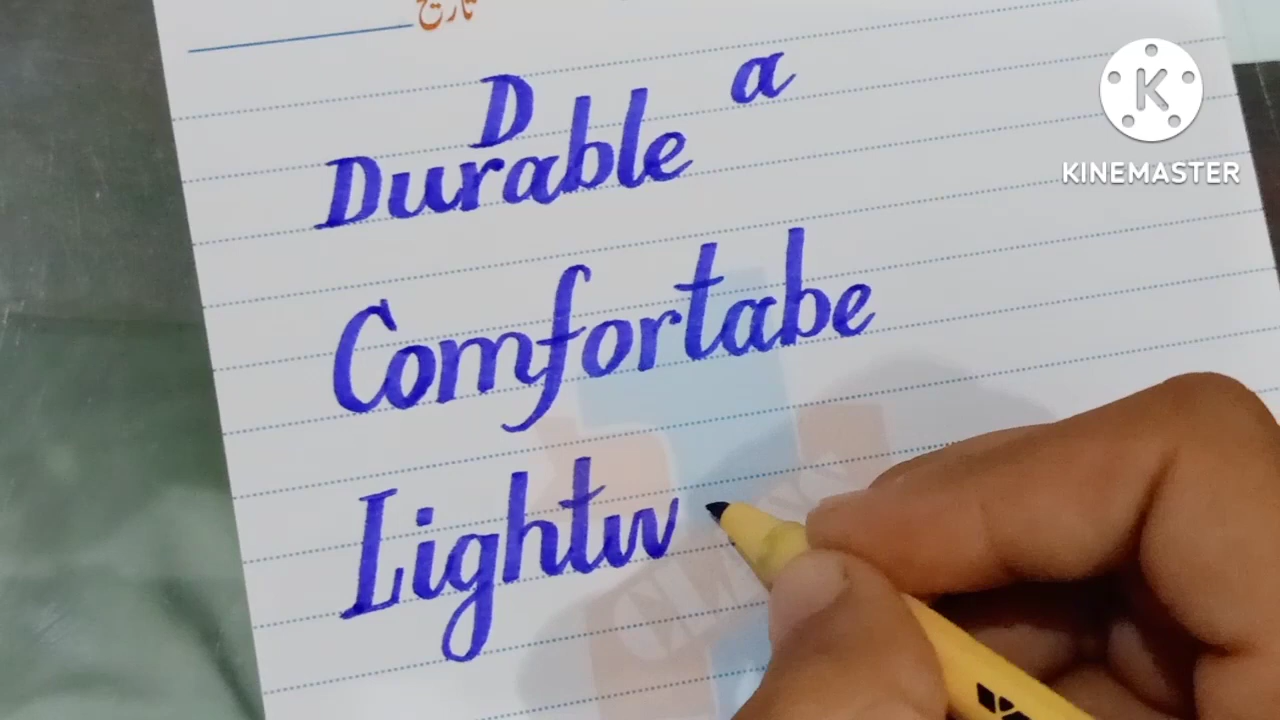 تاریخ
D a
Durable
Comfortabe
Lightw
KINEMASTER